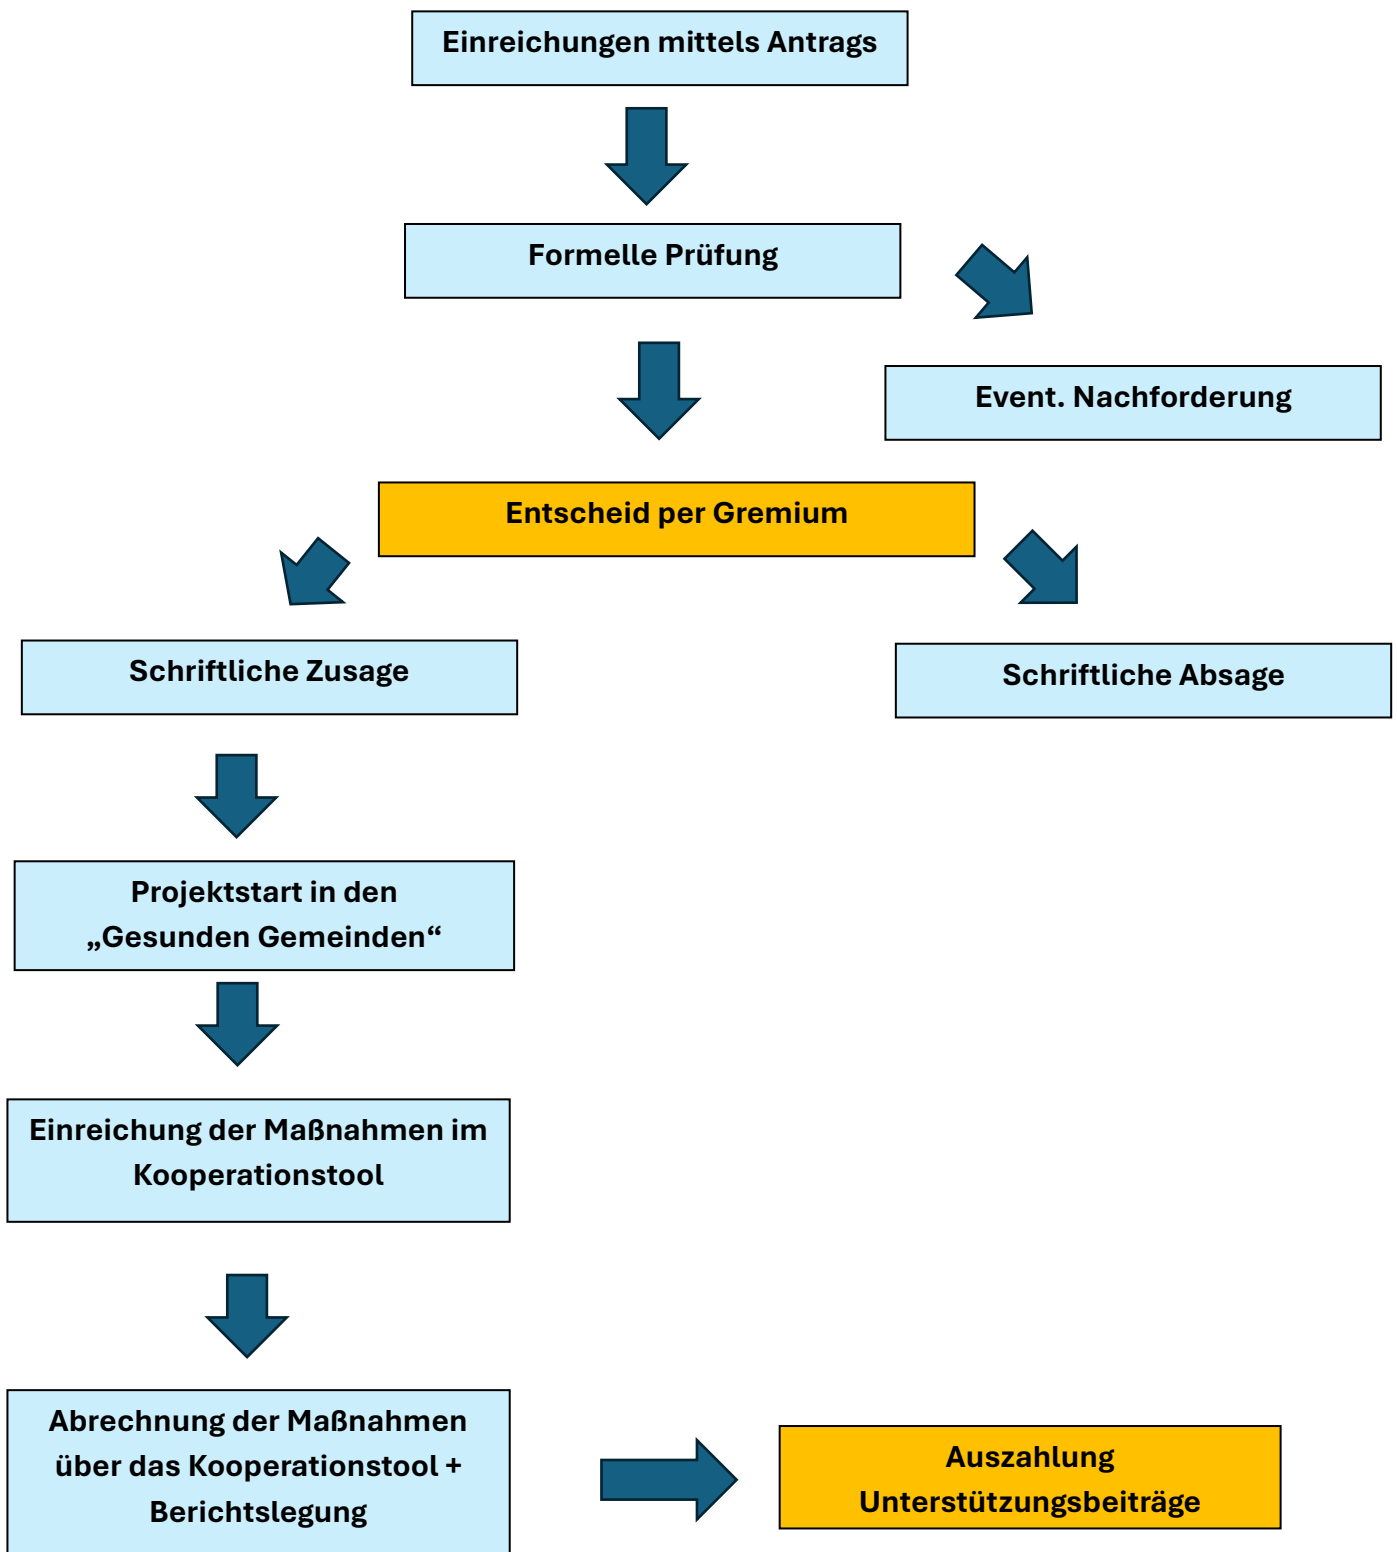 Einreichungen mittels Antrags
Formelle Prüfung
Event. Nachforderung
Entscheid per Gremium
Schriftliche Zusage
Schriftliche Absage
Projektstart in den
„Gesunden Gemeinden“
Einreichung der Maßnahmen im
Kooperationstool
Abrechnung der Maßnahmen
über das Kooperationstool +
Berichtslegung
Auszahlung
Unterstützungsbeiträge